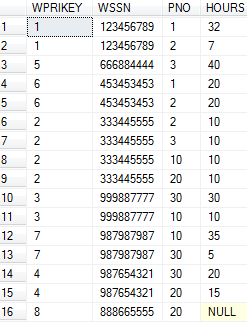 WPRIKEY WSSN PNO HOURS
1 1 123456789 1 32
2 1 123456789 2 7
3 5 666884444 3 40
4 6 453453453 1 20
5 6 453453453 2 20
6 2 333445555 2 10
7 2 333445555 3 10
8 2 333445555 10 10
9 2 333445555 20 10
10 3 999887777 30 30
11 3 999887777 10 10
12 7 987987987 10 35
13 7 987987987 30 5
14 4 987654321 30 20
15 4 987654321 20 15
16 8 888665555 20 NULL